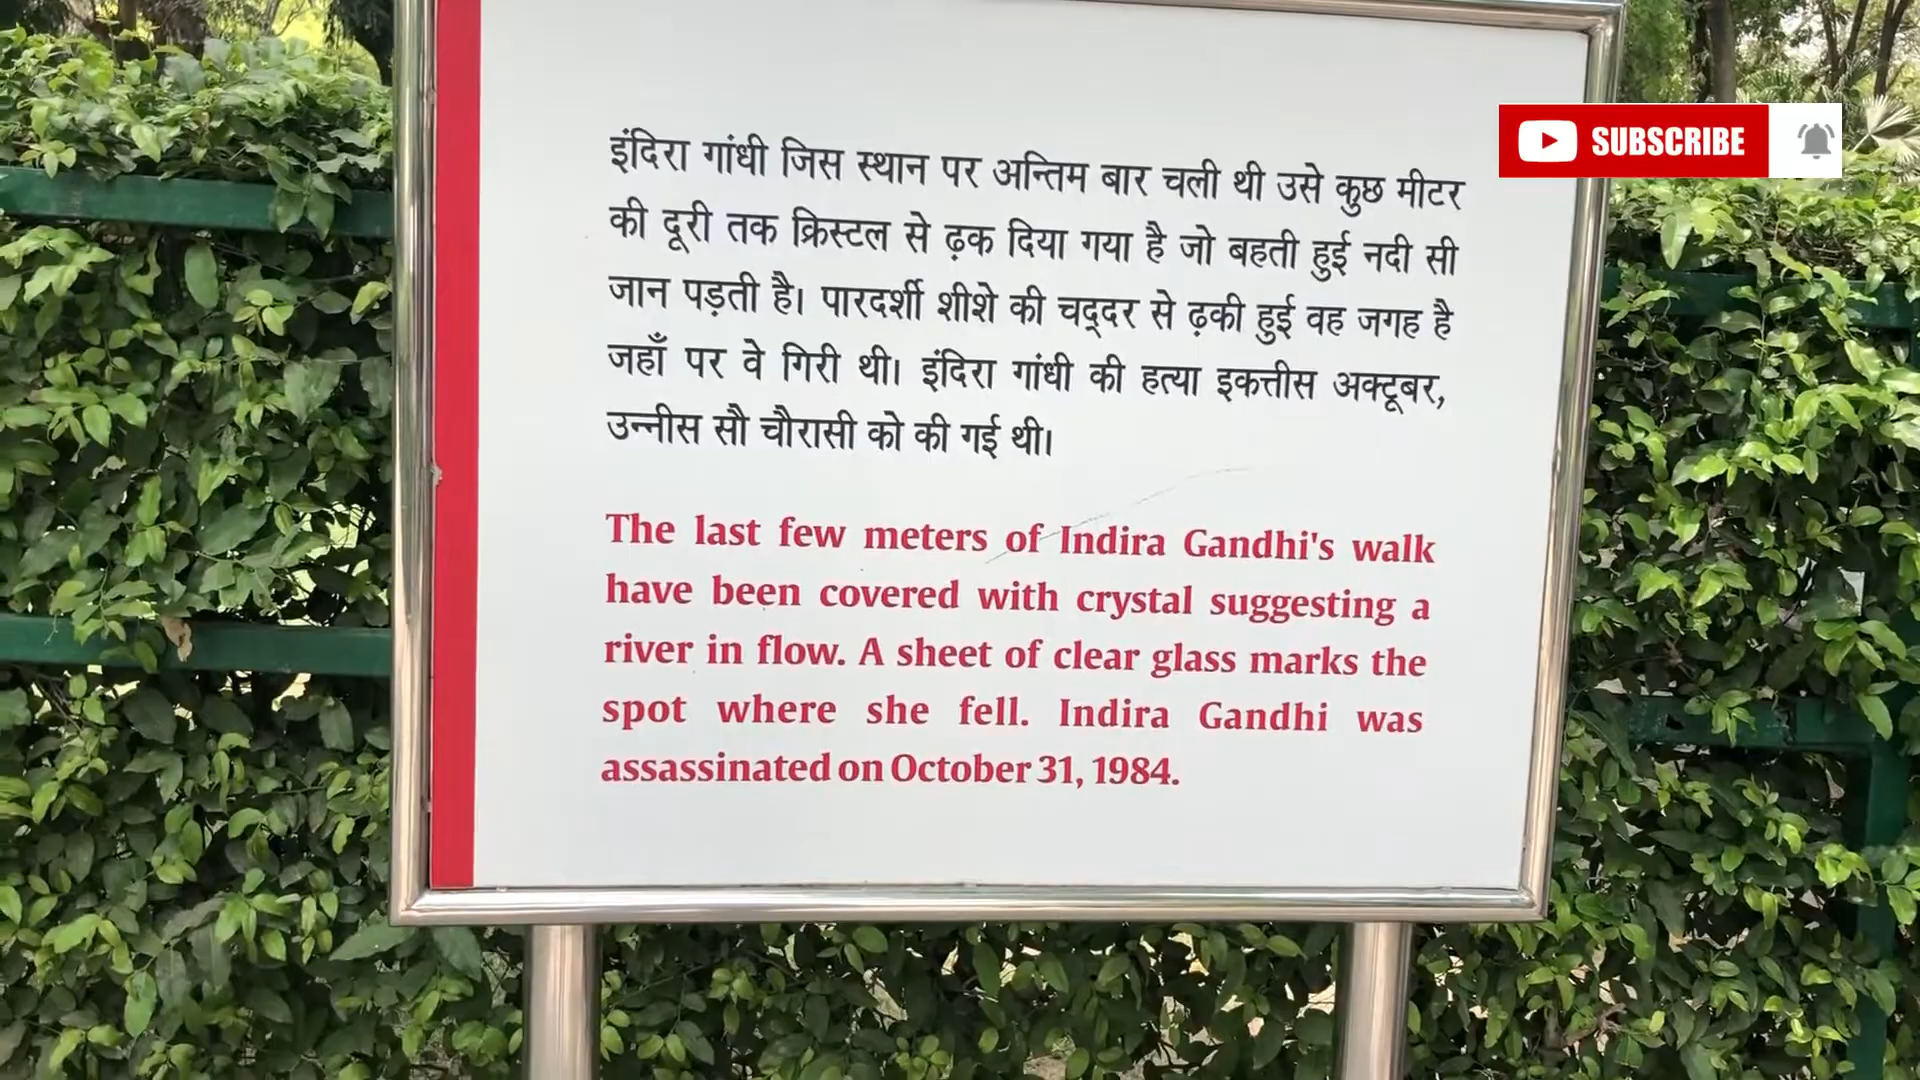 इंदिरा गांधी जिस स्थान पर अन्तिम बार चली थी उसे कुछ मीटर
की दूरी तक क्रिस्टल से ढ़क दिया गया है जो बहती हुई नदी सी
जान पड़ती है। पारदर्शी शीशे की चद्‌दर से ढ़की हुई वह जगह है
जहाँ पर वे गिरी थी। इंदिरा गांधी की हत्या इकत्तीस अक्टूबर,
उन्नीस सौ चौरासी को की गई थी।
The last few meters of Indira Gandhi's walk
have been covered with crystal suggesting a
river in flow. A sheet of clear glass marks the
spot where she fell. Indira Gandhi was
assassinated on October 31, 1984.
SUBSCRIBE